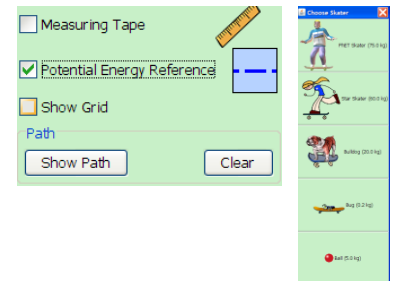 Measuring Tape
Potential Energy Reference
Show Grid
Path
Show Path
Clear
Choose Skater
PHET Skater (75.0 kg)
Star Skater (60.0 kg)
Bulldog (20.0 kg)
Bug (0.2 kg)
Ball (5.0 kg)